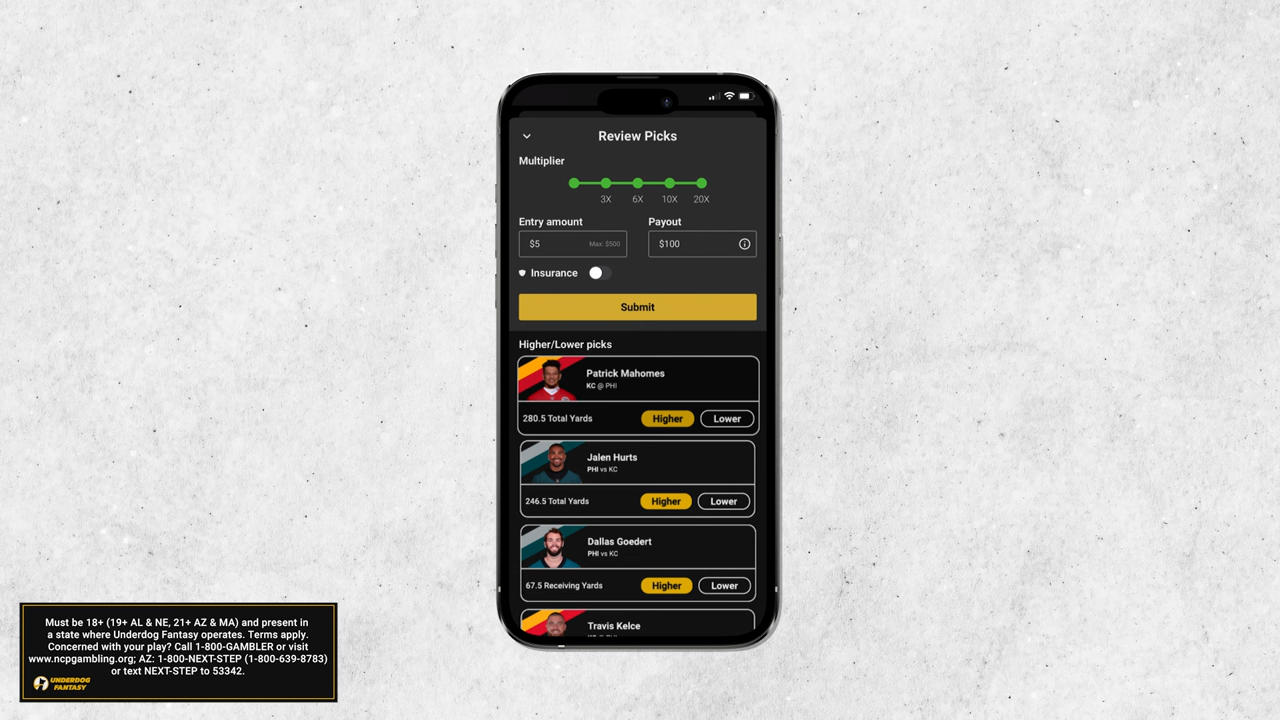 Review Picks
Multiplier
3X 6X 10X 20X
Entry amount Payout
$5 Max: $500 $100
Insurance
Submit
Higher/Lower picks
Patrick Mahomes
KC @ PHI
280.5 Total Yards Higher Lower
Jalen Hurts
PHI vs KC
246.5 Total Yards Higher Lower
Dallas Goedert
PHI vs KC
67.5 Receiving Yards Higher Lower
Travis Kelce
Must be 18+ (19+ AL & NE, 21+ AZ & MA) and present in
a state where Underdog Fantasy operates. Terms apply.
Concerned with your play? Call 1-800-GAMBLER or visit
www.ncpgambling.org; AZ: 1-800-NEXT-STEP (1-800-639-8783)
or text NEXT-STEP to 53342.
UNDERDOG
FANTASY